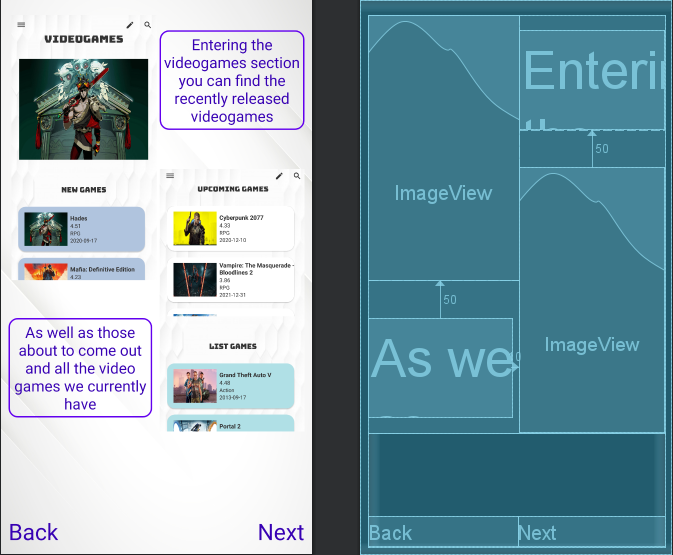 VIDEOGAMES
Entering the
videogames section
you can find the
recently released
videogames
NEW GAMES
Hades
4.51
RPG
2020-09-17
Mafia: Definitive Edition
4.23
UPCOMING GAMES
Cyberpunk 2077
4.33
RPG
2020-12-10
Vampire: The Masquerade -
Bloodlines 2
3.86
RPG
2021-12-31
As well as those
about to come out
and all the video
games we currently
have
LIST GAMES
Grand Theft Auto V
4.48
Action
2013-09-17
Portal 2
Back
Next
ImageView
Enterin
50
ImageView
50
As we
0
Back
Next